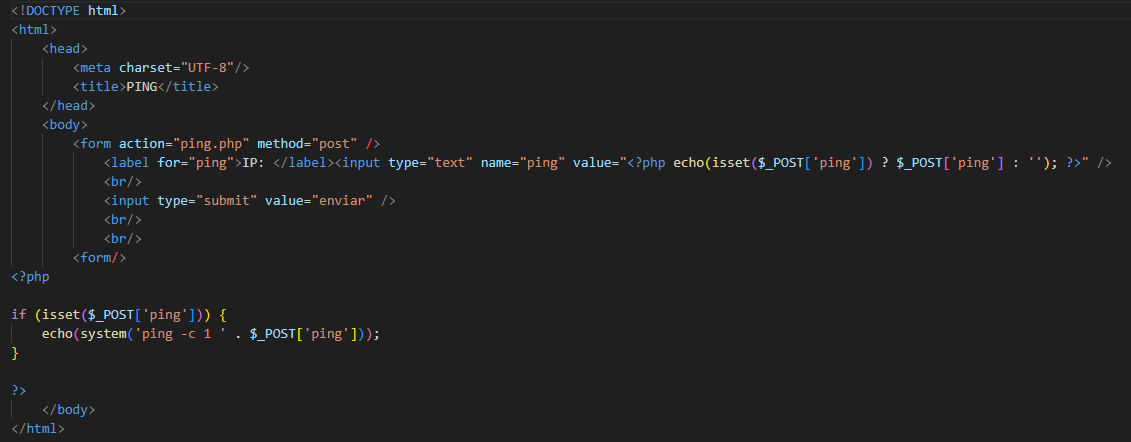 <!DOCTYPE html>
<html>
    <head>
        <meta charset="UTF-8"/>
        <title>PING</title>
    </head>
    <body>
        <form action="ping.php" method="post" />
            <label for="ping">IP: </label><input type="text" name="ping" value="<?php echo(isset($_POST['ping']) ? $_POST['ping'] : ''); ?>" />
            <br/>
            <input type="submit" value="enviar" />
            <br/>
            <br/>
        <form/>
<?php

if (isset($_POST['ping'])) {
    echo(system('ping -c 1 ' . $_POST['ping']));
}

?>
    </body>
</html>